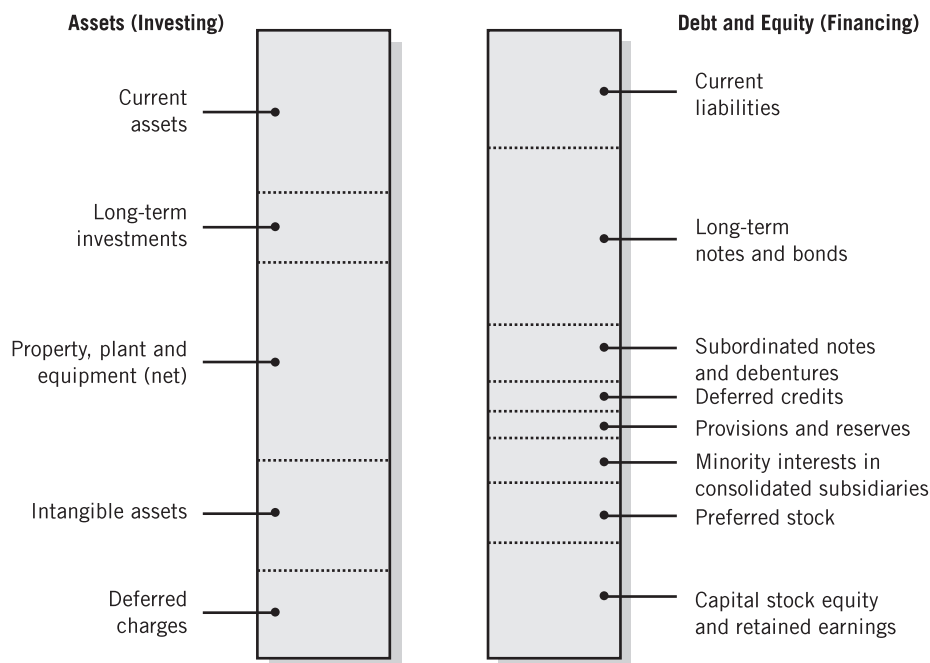 Assets (Investing)
Current
assets
Long-term
investments
Property, plant and
equipment (net)
Intangible assets
Deferred
charges
Debt and Equity (Financing)
Current
liabilities
Long-term
notes and bonds
Subordinated notes
and debentures
Deferred credits
Provisions and reserves
Minority interests in
consolidated subsidiaries
Preferred stock
Capital stock equity
and retained earnings